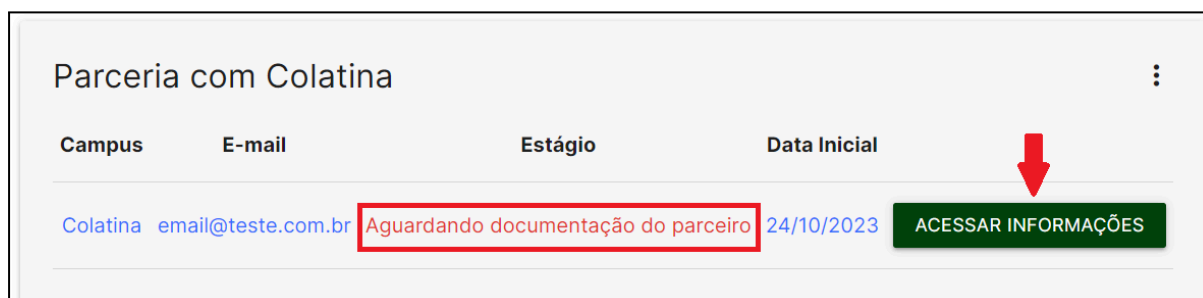 Parceria com Colatina
Campus E-mail Estágio Data Inicial
Colatina email@teste.com.br Aguardando documentação do parceiro 24/10/2023 ACESSAR INFORMAÇÕES